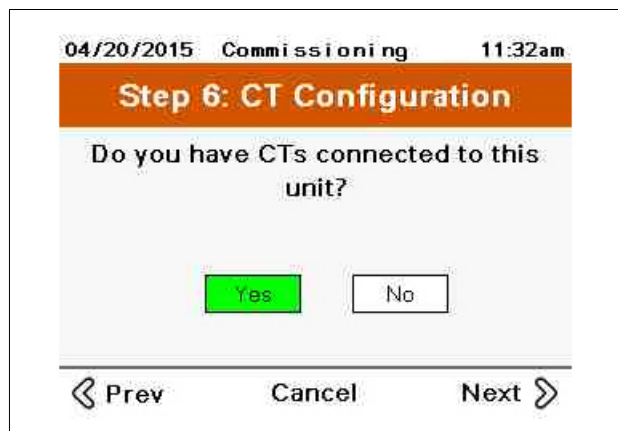 04/20/2015 Commissioning 11:32am
Step 6: CT Configuration
Do you have CTs connected to this
unit?
Yes No
Prev Cancel Next